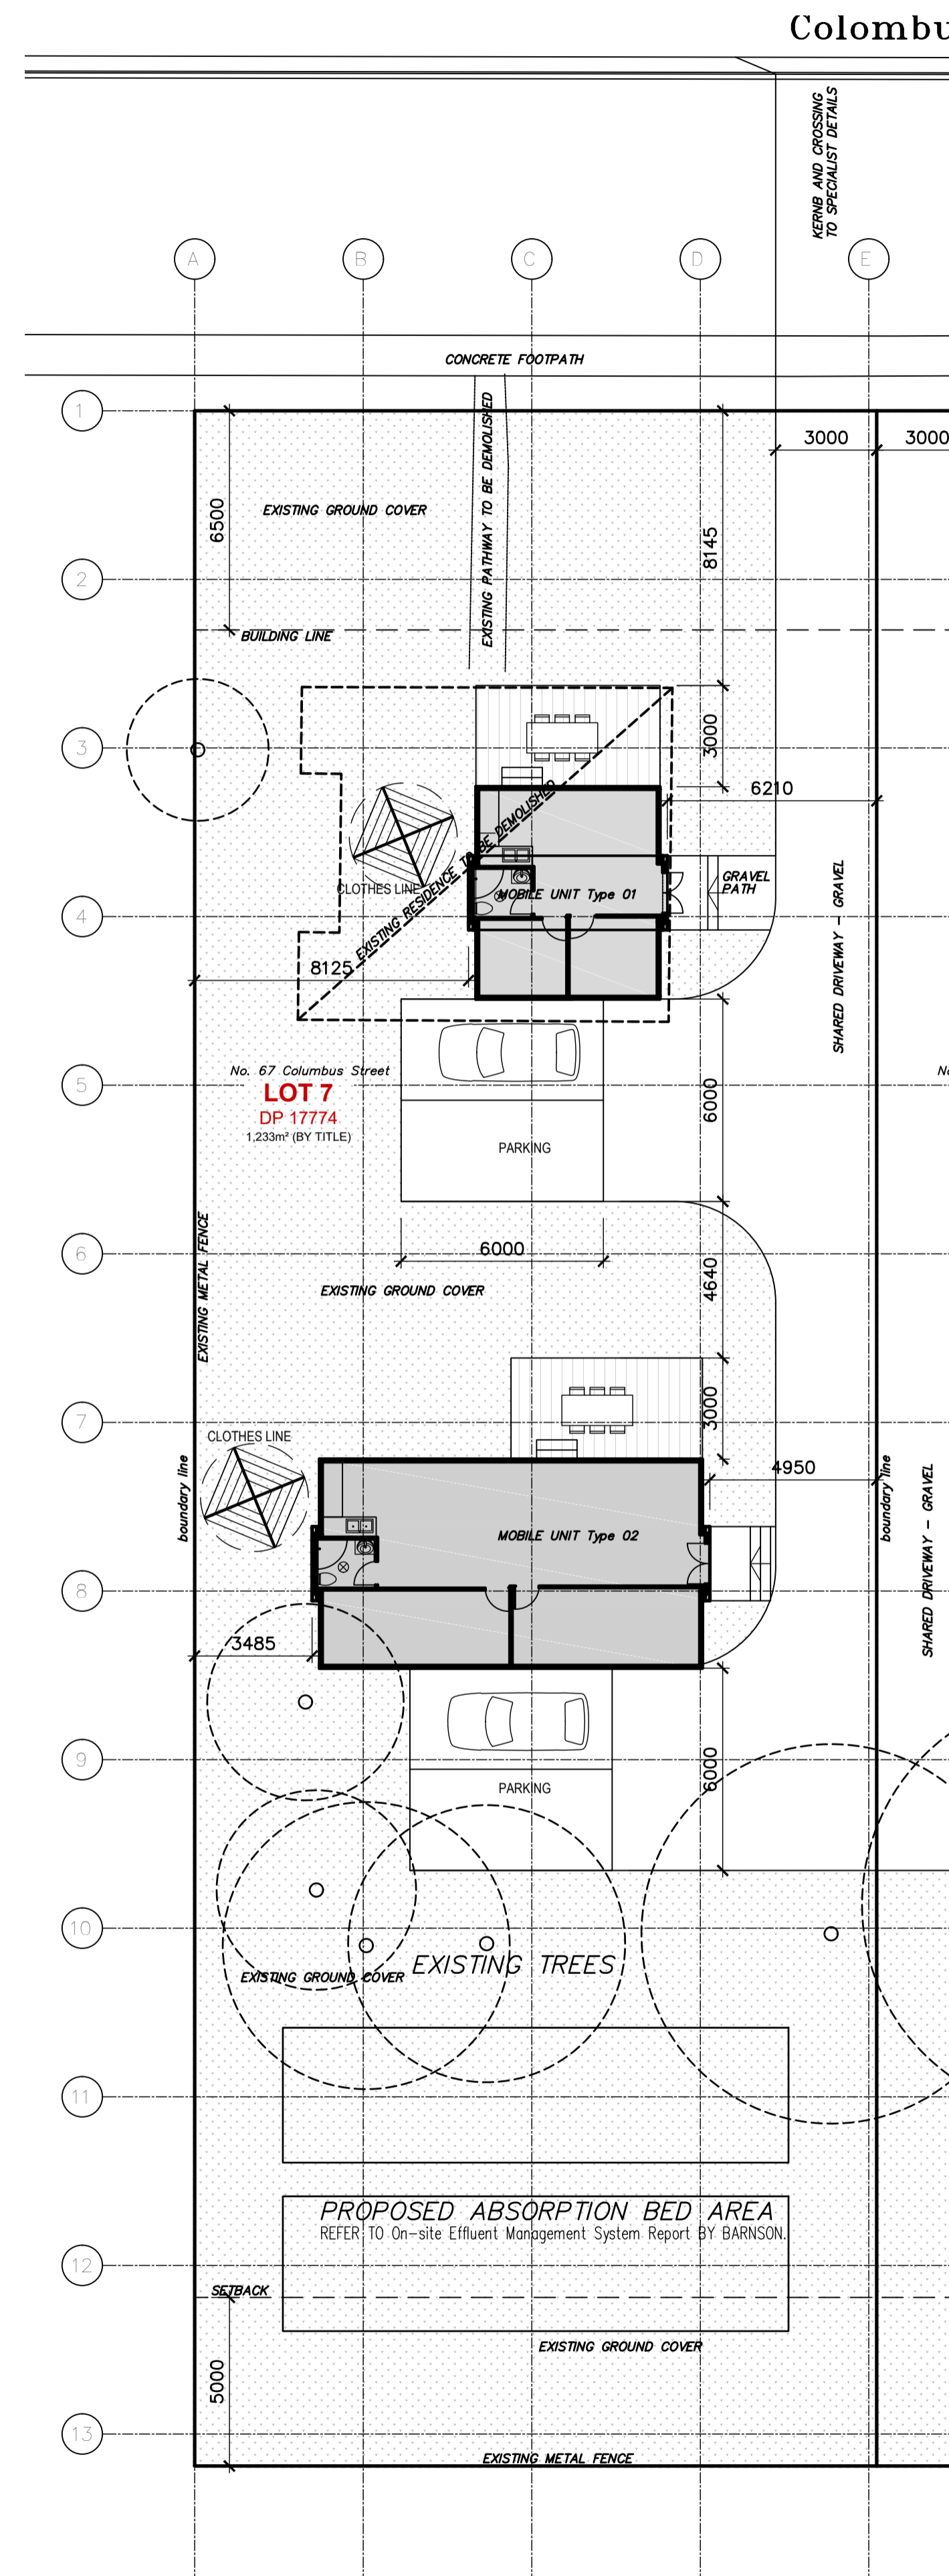 Colombu
KERNB AND CROSSING
TO SPECIALIST DETAILS
A
B
C
D
E
CONCRETE FOOTPATH
1
3000
3000
EXISTING PATHWAY TO BE DEMOLISHED
6500
EXISTING GROUND COVER
8145
2
BUILDING LINE
3
3000
6210
EXISTING RESIDENCE TO BE DEMOLISHED
CLOTHES LINE
MOBILE UNIT Type 01
GRAVEL
PATH
4
SHARED DRIVEWAY - GRAVEL
8125
No. 67 Columbus Street
LOT 7
DP 17774
1,233m² (BY TITLE)
5
6000
PARKING
EXISTING METAL FENCE
6
6000
4640
EXISTING GROUND COVER
7
3000
CLOTHES LINE
boundary line
4950
boundary line
SHARED DRIVEWAY - GRAVEL
MOBILE UNIT Type 02
8
3485
9
6000
PARKING
10
EXISTING TREES
EXISTING GROUND COVER
11
PROPOSED ABSORPTION BED AREA
REFER TO On-site Effluent Management System Report BY BARNSON.
12
SETBACK
EXISTING GROUND COVER
5000
13
EXISTING METAL FENCE